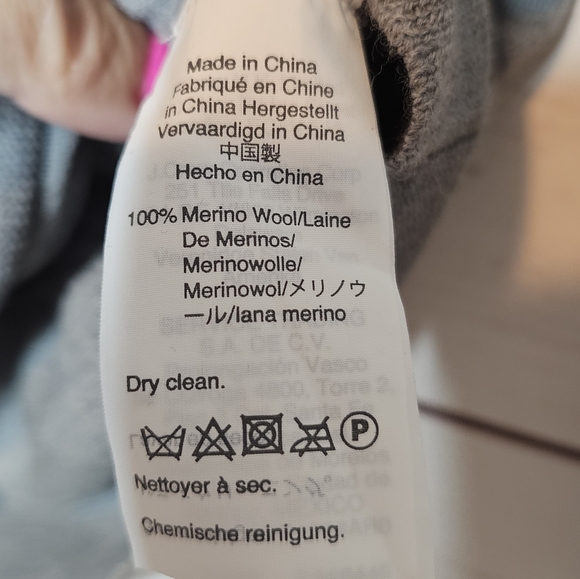 Made in China
Fabriqué en Chine
in China Hergestellt
Vervaardigd in China
中国製
Hecho en China
100% Merino Wool/Laine
De Merinos/
Merinowolle/
Merinowol/メリノウ
ール/lana merino
Dry clean.
P
Nettoyer à sec.
Chemische reinigung.